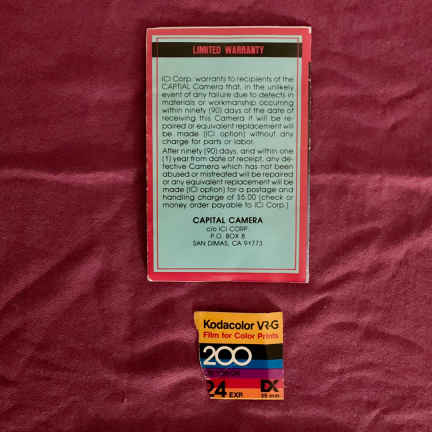 LIMITED WARRANTY
ICI Corp. warrants to recipients of the
CAPTIAL Camera that, in the unlikely
event of any failure due to defects in
materials or workmanship occurring
within ninety (90) days of the date of
receiving this Camera it will be re-
paired or equivalent replacement will
be made (ICI option) without any
charge for parts or labor.
After ninety (90) days, and within one
(1) year from date of receipt, any de-
fective Camera which has not been
abused or mistreated will be repaired
or any equivalent replacement will be
made (ICI option) for a postage and
handling charge of $5.00 (check or
money order payable to ICI Corp.)
CAPITAL CAMERA
c/o ICI CORP.
P.O. BOX 8
SAN DIMAS, CA 91773
Kodacolor VR-G
Film for Color Prints
200
24 EXP.
DX
35 mm